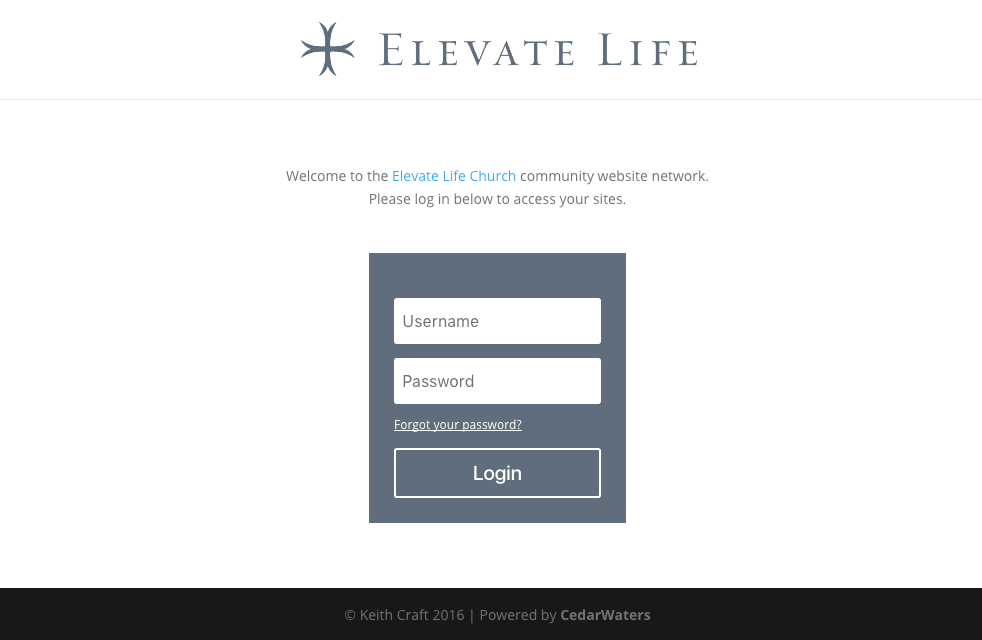 ELEVATE LIFE
Welcome to the Elevate Life Church community website network.
Please log in below to access your sites.
Username
Password
Forgot your password?
Login
© Keith Craft 2016 | Powered by CedarWaters